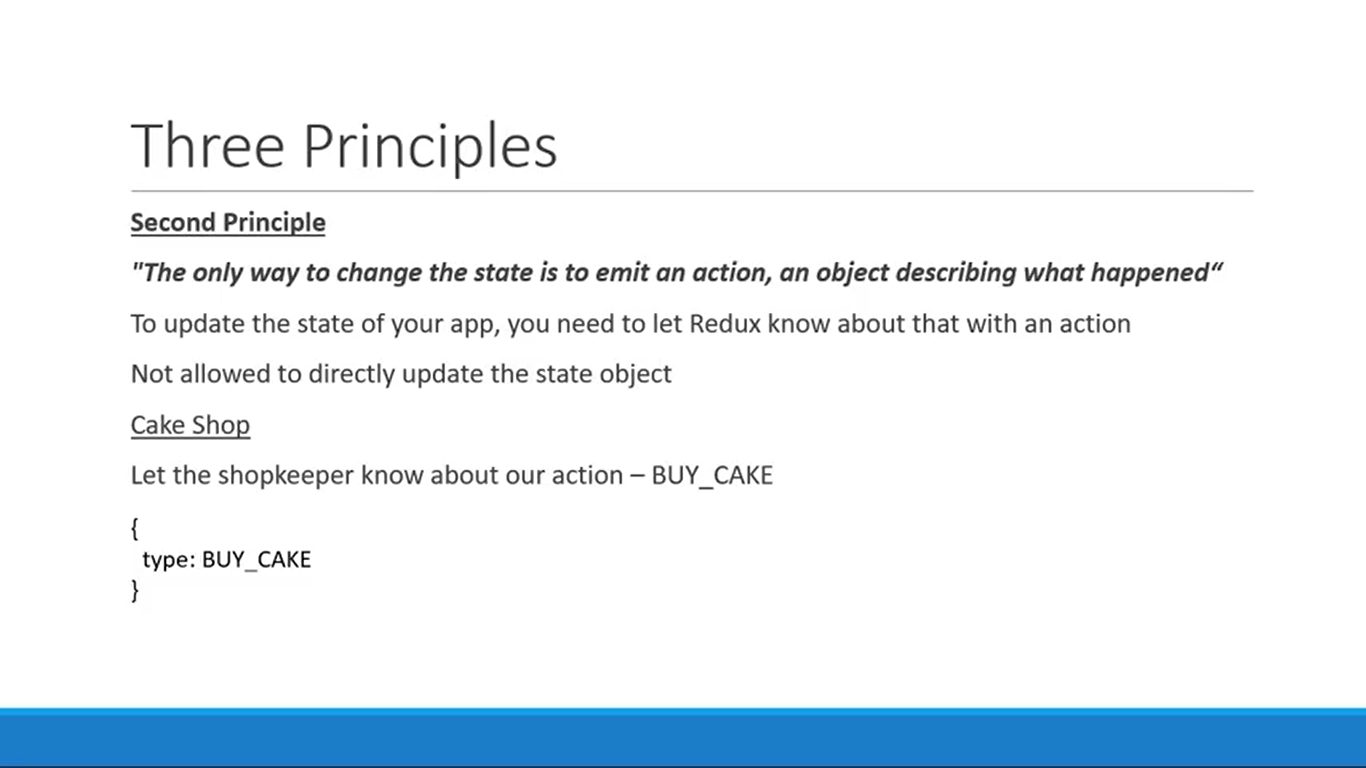 Three Principles
Second Principle
"The only way to change the state is to emit an action, an object describing what happened“
To update the state of your app, you need to let Redux know about that with an action
Not allowed to directly update the state object
Cake Shop
Let the shopkeeper know about our action – BUY_CAKE
{
type: BUY_CAKE
}